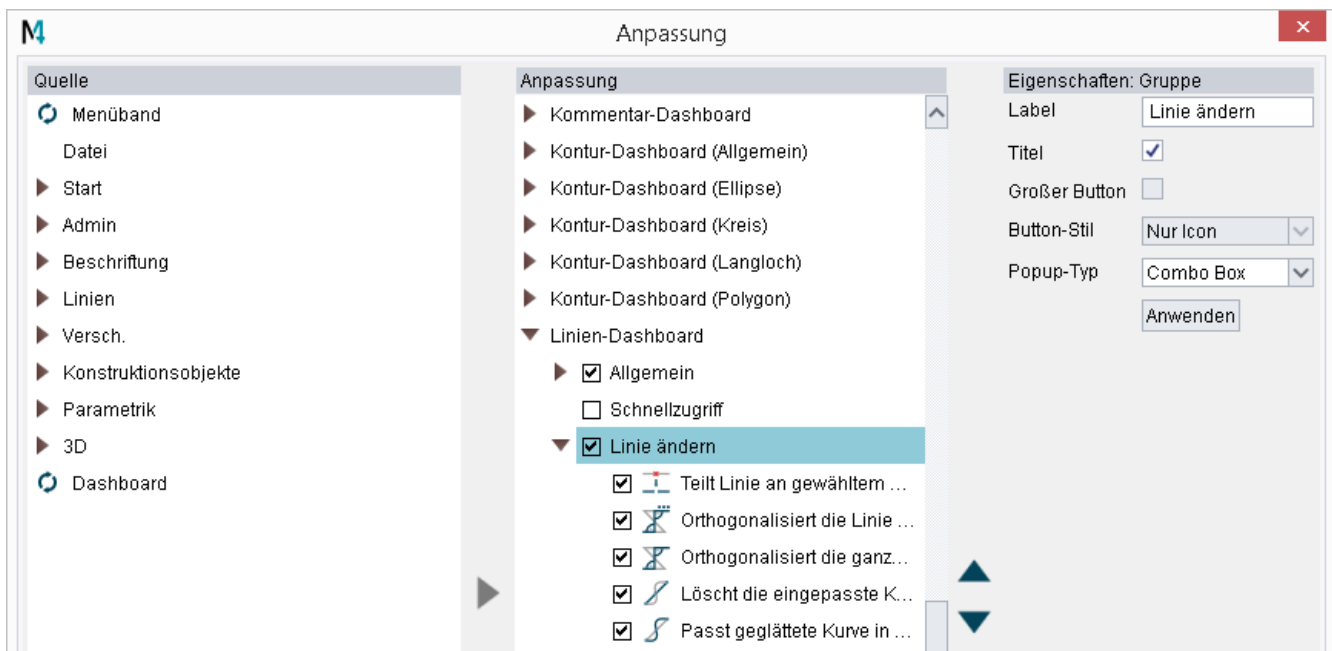 Anpassung
Quelle
Menüband
Datei
Start
Admin
Beschriftung
Linien
Versch.
Konstruktionsobjekte
Parametrik
3D
Dashboard
Anpassung
Kommentar-Dashboard
Kontur-Dashboard (Allgemein)
Kontur-Dashboard (Ellipse)
Kontur-Dashboard (Kreis)
Kontur-Dashboard (Langloch)
Kontur-Dashboard (Polygon)
Linien-Dashboard
Allgemein
Schnellzugriff
Linie ändern
Teilt Linie an gewähltem ...
Orthogonalisiert die Linie ...
Orthogonalisiert die ganz...
Löscht die eingepasste K...
Passt geglättete Kurve in ...
Eigenschaften: Gruppe
Label Linie ändern
Titel
Großer Button
Button-Stil Nur Icon
Popup-Typ Combo Box
Anwenden